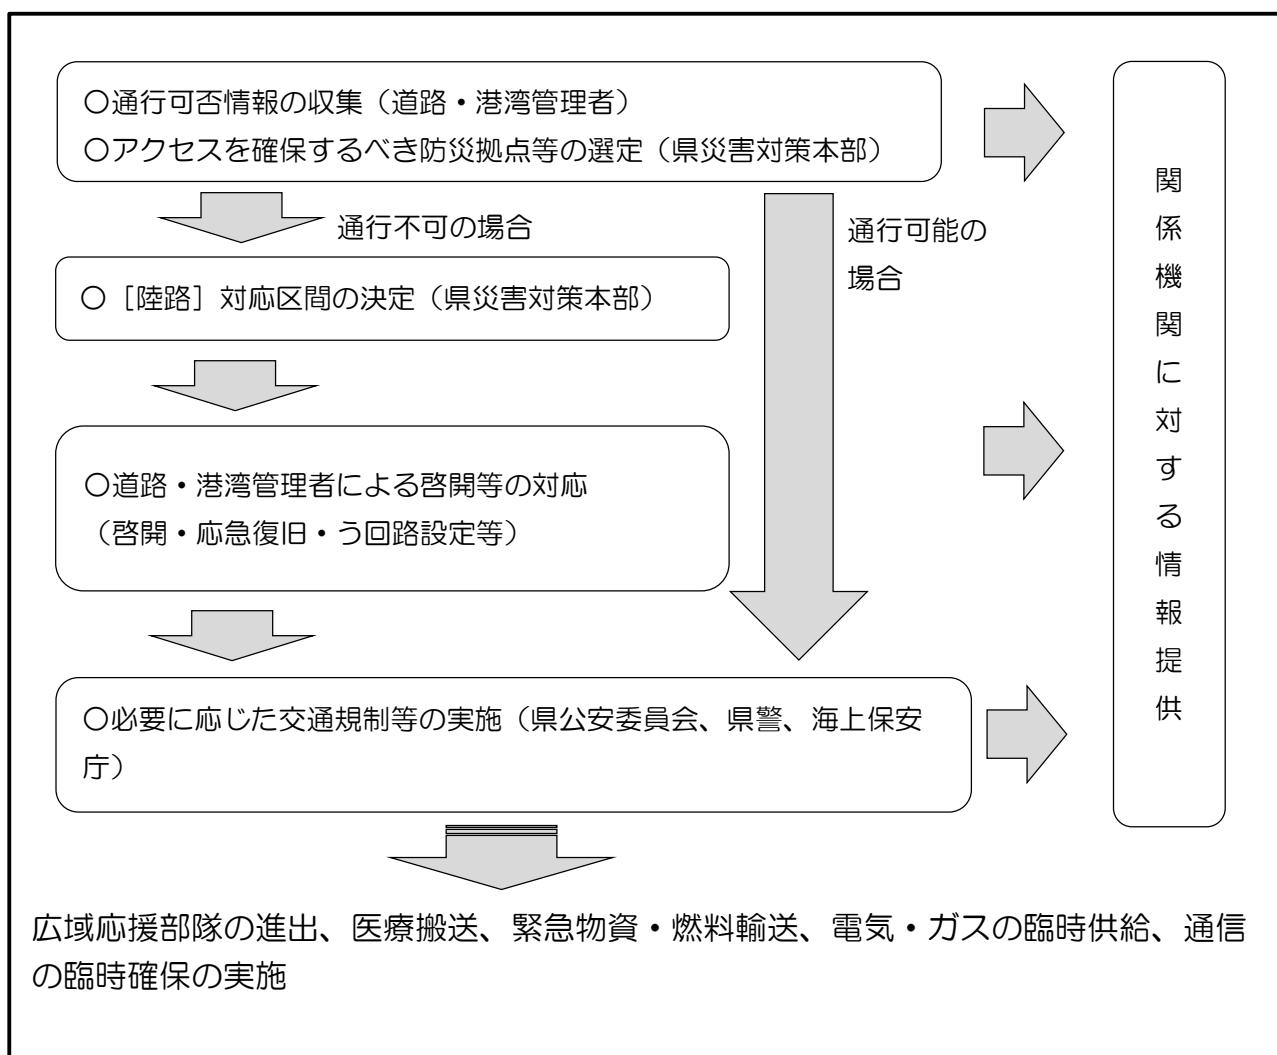 ○通行可否情報の収集（道路・港湾管理者）
○アクセスを確保するべき防災拠点等の選定（県災害対策本部）
通行不可の場合
通行可能の
場合
○［陸路］対応区間の決定（県災害対策本部）
○道路・港湾管理者による啓開等の対応
（啓開・応急復旧・う回路設定等）
○必要に応じた交通規制等の実施（県公安委員会、県警、海上保安
庁）
関係機関に対する情報提供
広域応援部隊の進出、医療搬送、緊急物資・燃料輸送、電気・ガスの臨時供給、通信
の臨時確保の実施